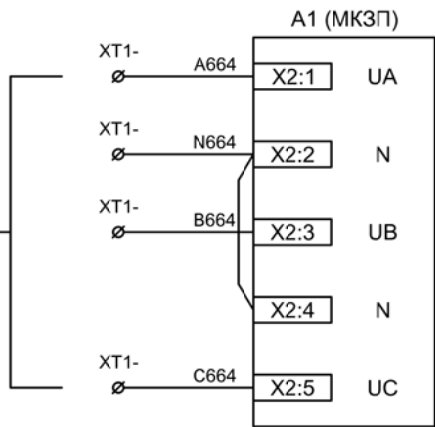 A1 (МКЗП)
XT1-
A664
X2:1
UA
XT1-
N664
X2:2
N
XT1-
B664
X2:3
UB
X2:4
N
XT1-
C664
X2:5
UC